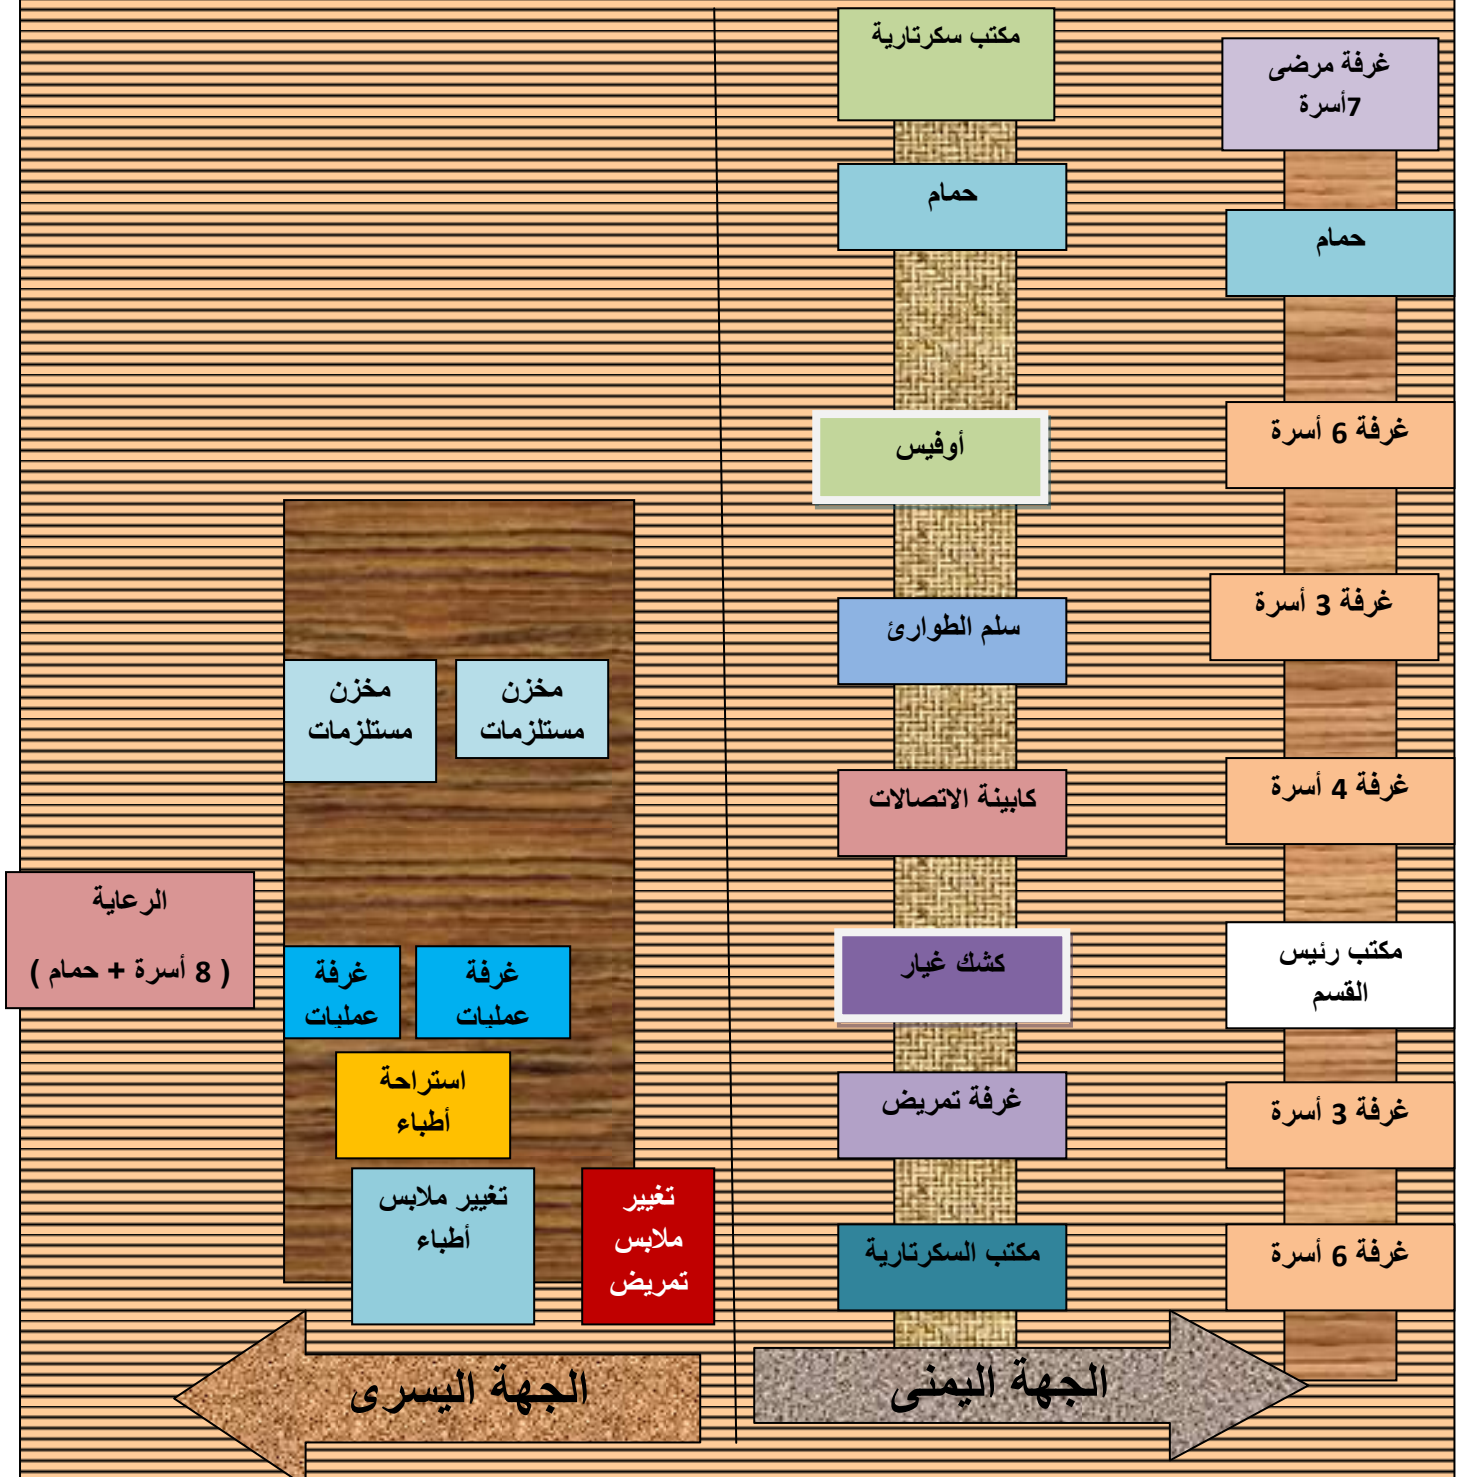 مكتب سكرتارية
غرفة مرضى
7أسرة
حمام
حمام
أوفيس
غرفة 6 أسرة
سلم الطوارئ
غرفة 3 أسرة
كابينة الاتصالات
غرفة 4 أسرة
كشك غيار
مكتب رئيس
القسم
غرفة تمريض
غرفة 3 أسرة
مكتب السكرتارية
غرفة 6 أسرة
الجهة اليمنى
مخزن
مستلزمات
مخزن
مستلزمات
الرعاية
( 8 أسرة + حمام )
غرفة
عمليات
غرفة
عمليات
استراحة
أطباء
تغيير
ملابس
تمريض
تغيير ملابس
أطباء
الجهة اليسرى